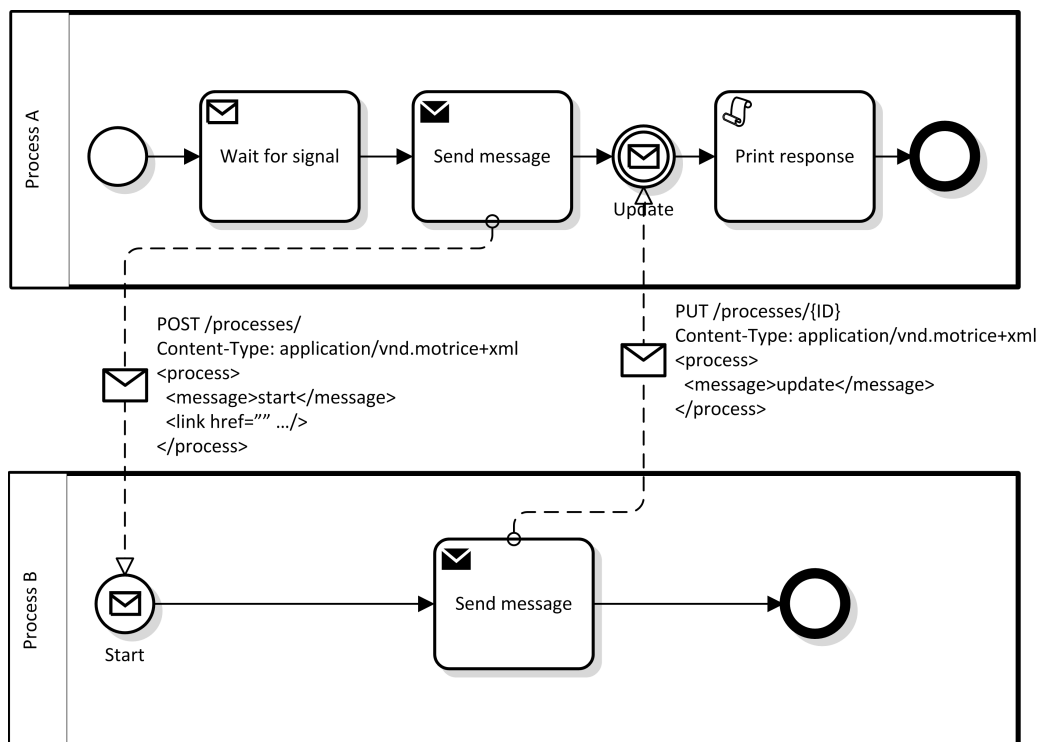 Process A
Wait for signal
Send message
Update
Print response
POST /processes/
Content-Type: application/vnd.motrice+xml
<process>
<message>start</message>
<link href=”” .../>
</process>
PUT /processes/{ID}
Content-Type: application/vnd.motrice+xml
<process>
<message>update</message>
</process>
Process B
Start
Send message